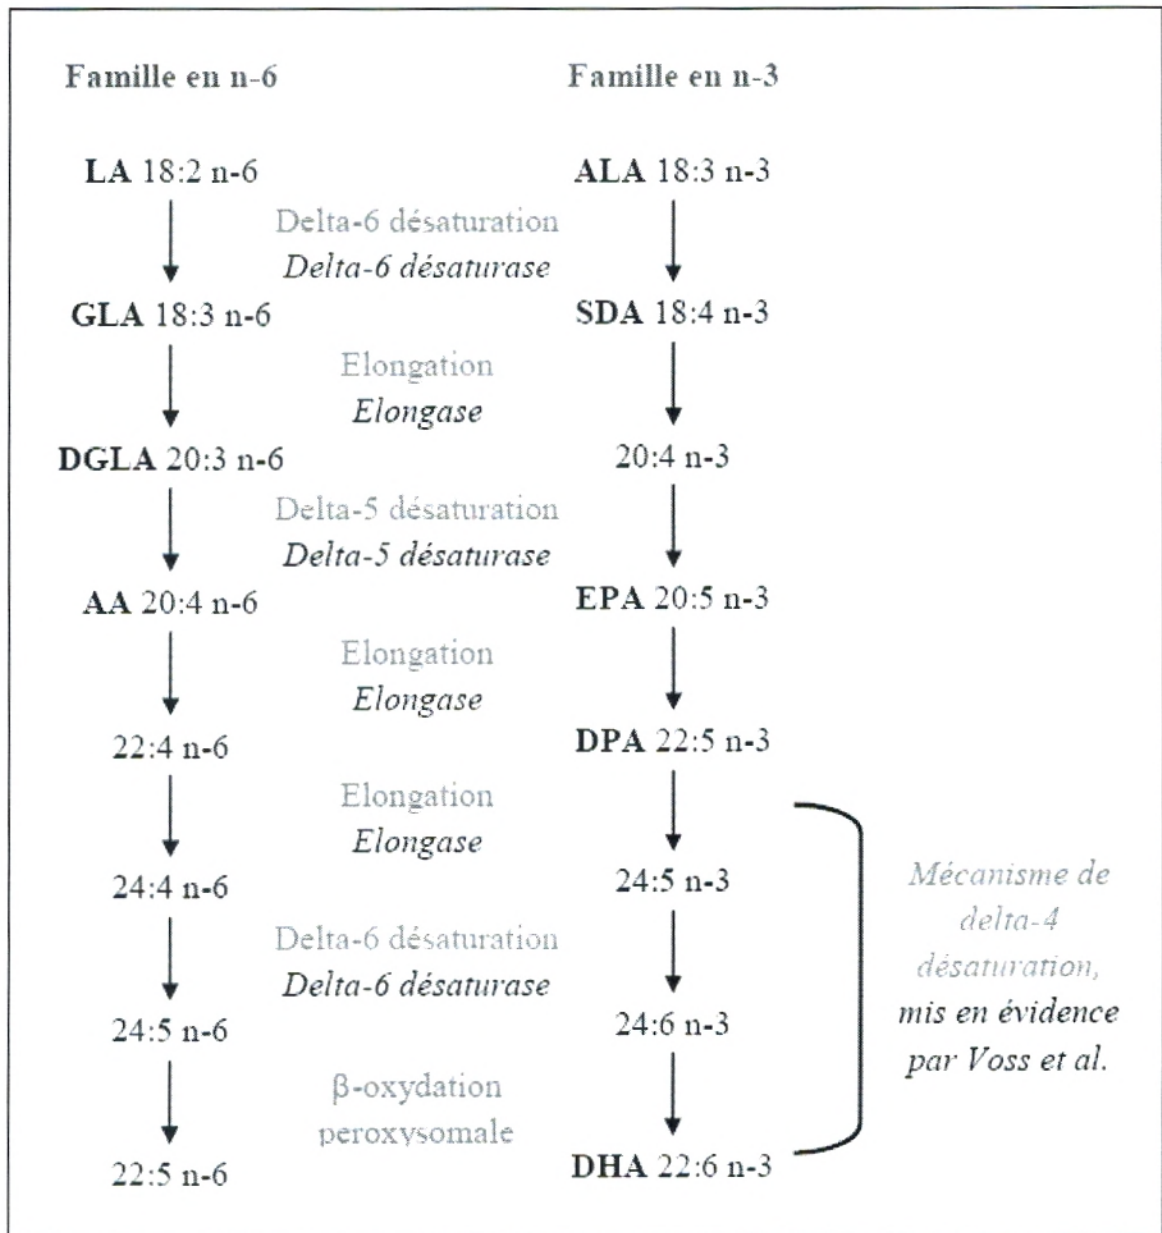 Famille en n-6 Famille en n-3
LA 18:2 n-6 ALA 18:3 n-3
Delta-6 désaturation
Delta-6 désaturase
GLA 18:3 n-6 SDA 18:4 n-3
Elongation
Elongase
DGLA 20:3 n-6 20:4 n-3
Delta-5 désaturation
Delta-5 désaturase
AA 20:4 n-6 EPA 20:5 n-3
Elongation
Elongase
22:4 n-6 DPA 22:5 n-3
Elongation
Elongase
24:4 n-6 24:5 n-3
Delta-6 désaturation
Delta-6 désaturase
24:5 n-6 24:6 n-3
β-oxydation
peroxysomale
22:5 n-6 DHA 22:6 n-3
Mécanisme de
delta-4
désaturation,
mis en évidence
par Voss et al.